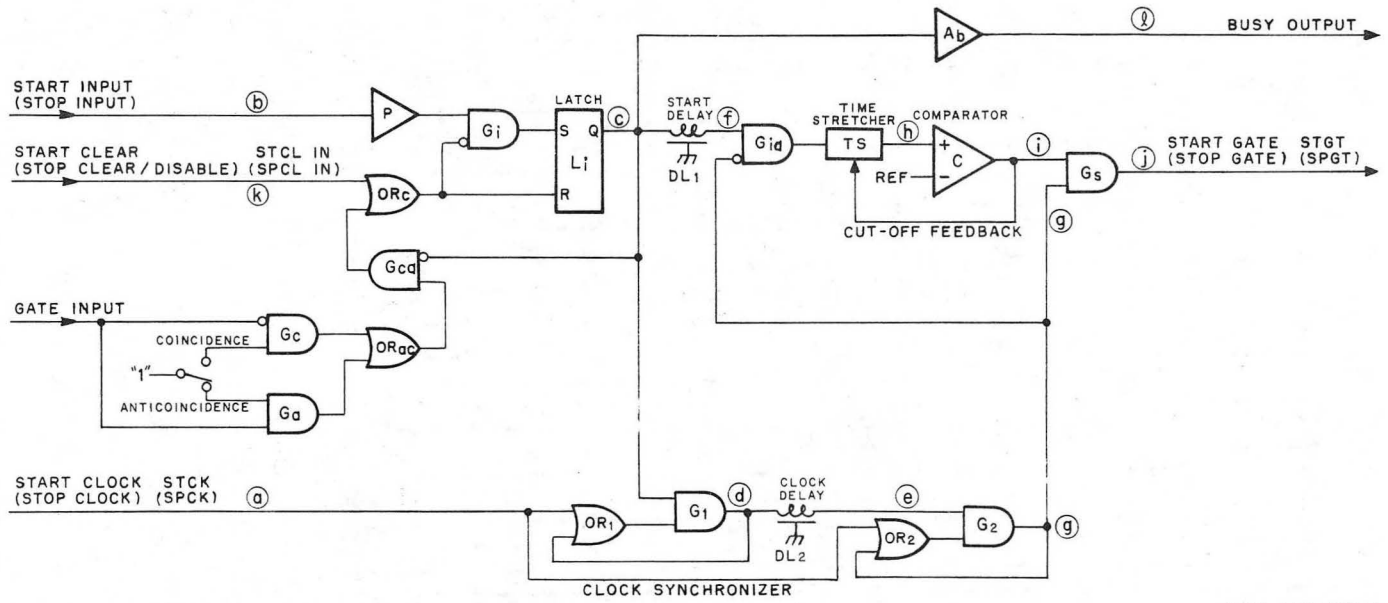 ⓛ
BUSY OUTPUT
Ab
START INPUT
(STOP INPUT)
ⓑ
P
Gi
LATCH
S Q
Li
R
ⓒ
START
DELAY
ⓕ
DL1
Gia
TIME
STRETCHER
TS
ⓗ
COMPARATOR
+
C
–
REF
ⓘ
Gs
ⓙ
START GATE STGT
(STOP GATE) (SPGT)
CUT-OFF FEEDBACK
ⓖ
START CLEAR STCL IN
(STOP CLEAR/DISABLE) (SPCL IN)
ⓚ
ORc
Gca
GATE INPUT
COINCIDENCE
Gc
ORac
"1"
ANTICOINCIDENCE
Ga
START CLOCK STCK
(STOP CLOCK) (SPCK)
ⓐ
OR1
G1
ⓓ
CLOCK
DELAY
DL2
ⓔ
OR2
G2
ⓖ
CLOCK SYNCHRONIZER